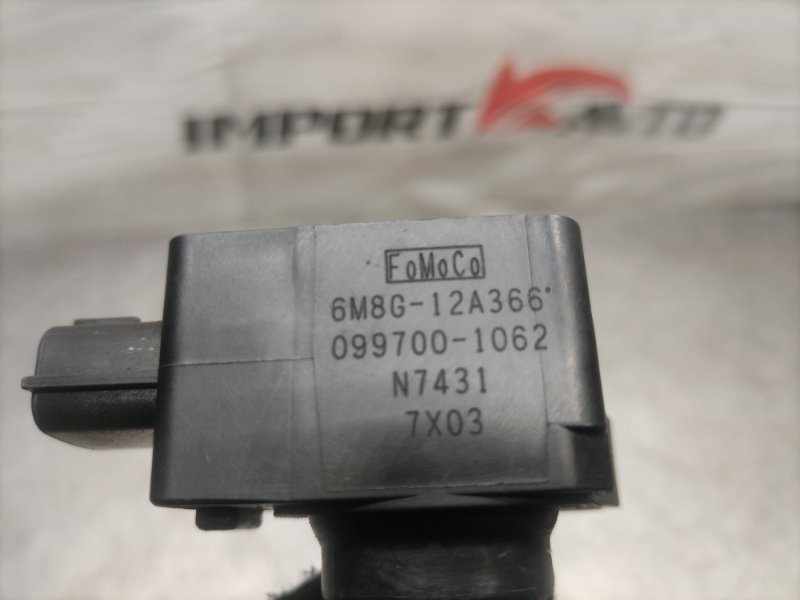 IMPORT AVTO
FoMoCo
6M8G-12A366
099700-1062
N7431
7X03